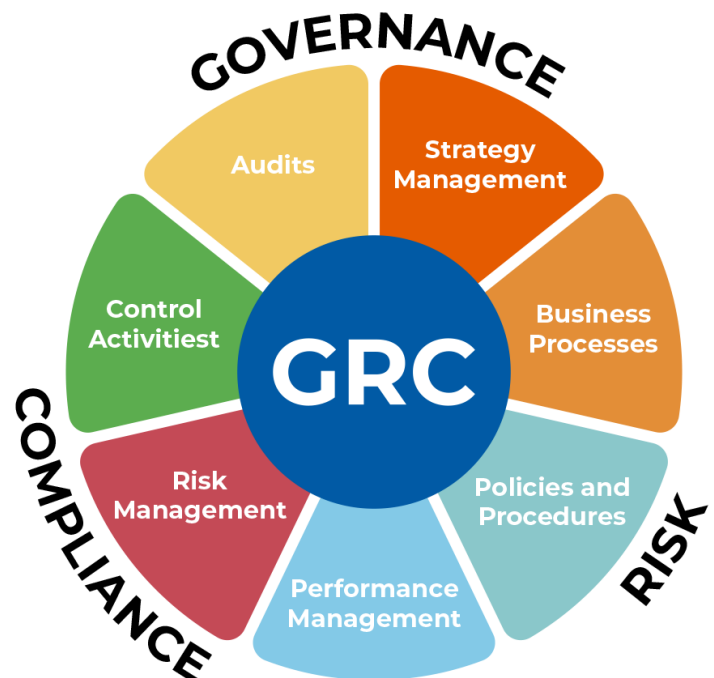 GOVERNANCE
Audits
Strategy
Management
Control
Activitiest
GRC
Business
Processes
Risk
Management
Policies and
Procedures
Performance
Management
COMPLIANCE
RISK